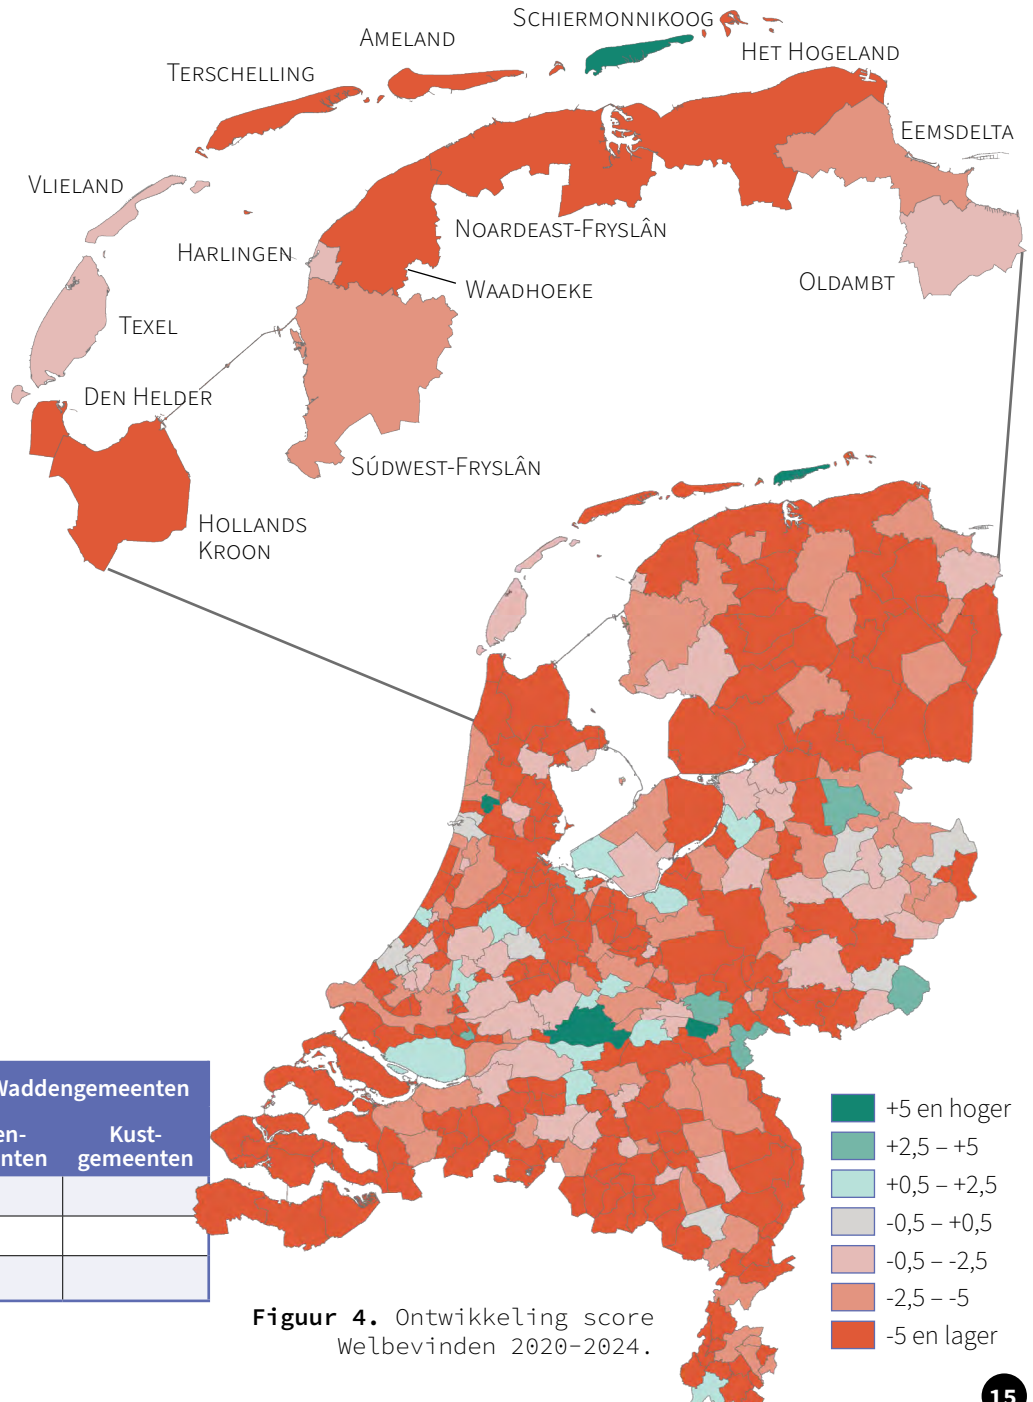 SCHIERMONNIKOOG
AMELAND
HET HOGELAND
TERSCHELLING
EEMSDELTA
VLIELAND
NOARDEAST-FRYSLÂN
HARLINGEN
OLDAMBT
WAADHOEKE
TEXEL
DEN HELDER
SÚDWEST-FRYSLÂN
HOLLANDS
KROON
Waddengemeenten
en-
nten
Kust-
gemeenten
+5 en hoger
+2,5 – +5
+0,5 – +2,5
-0,5 – +0,5
-0,5 – -2,5
-2,5 – -5
-5 en lager
Figuur 4. Ontwikkeling score
Welbevinden 2020-2024.
15